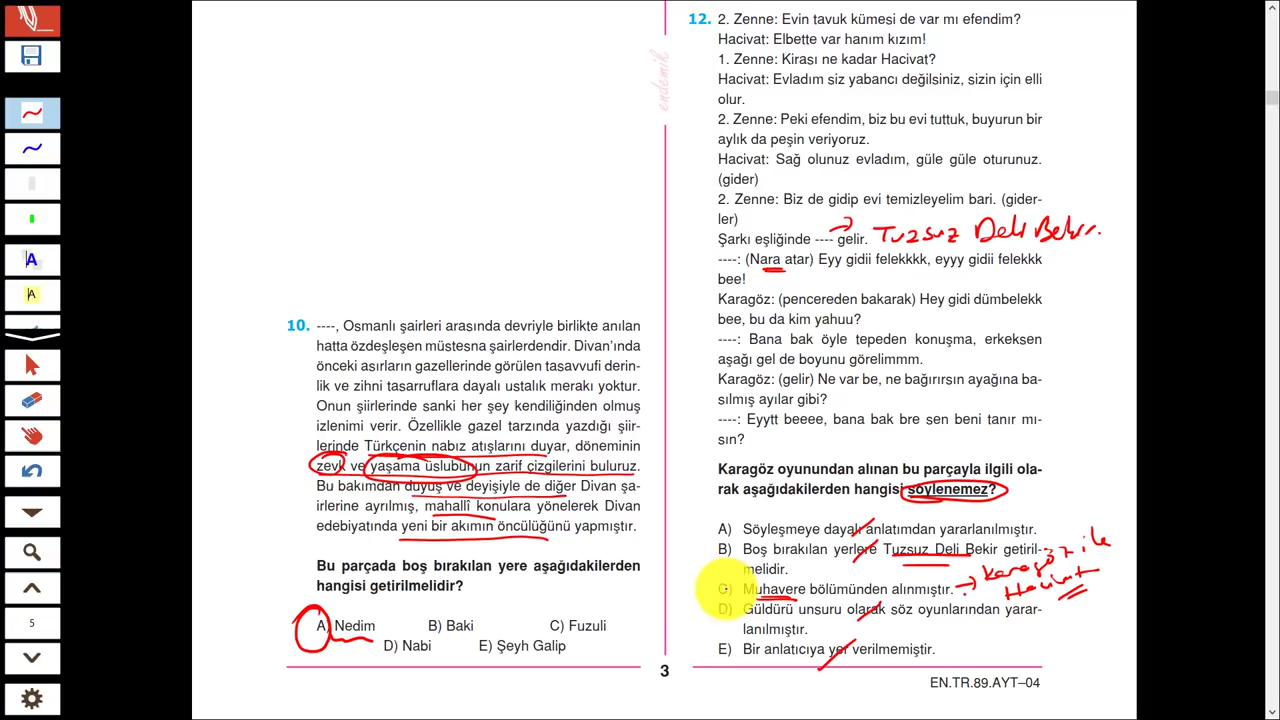 10. ----, Osmanlı şairleri arasında devriyle birlikte anılan
hatta özdeşleşen müstesna şairlerdendir. Divan'ında
önceki asırların gazellerinde görülen tasavvufi derin-
lik ve zihni tasarruflara dayalı ustalık merakı yoktur.
Onun şiirlerinde sanki her şey kendiliğinden olmuş
izlenimi verir. Özellikle gazel tarzında yazdığı şiir-
lerinde Türkçenin nabız atışlarını duyar, döneminin
zevk ve yaşama üslubunun zarif çizgilerini buluruz.
Bu bakımdan duyuş ve deyişiyle de diğer Divan şa-
irlerine ayrılmış, mahallî konulara yönelerek Divan
edebiyatında yeni bir akımın öncülüğünü yapmıştır.
Bu parçada boş bırakılan yere aşağıdakilerden
hangisi getirilmelidir?
A) Nedim B) Baki C) Fuzuli
D) Nabi E) Şeyh Galip
12. 2. Zenne: Evin tavuk kümesi de var mı efendim?
Hacivat: Elbette var hanım kızım!
1. Zenne: Kirası ne kadar Hacivat?
Hacivat: Evladım siz yabancı değilsiniz, sizin için elli
olur.
2. Zenne: Peki efendim, biz bu evi tuttuk, buyurun bir
aylık da peşin veriyoruz.
Hacivat: Sağ olunuz evladım, güle güle oturunuz.
(gider)
2. Zenne: Biz de gidip evi temizleyelim bari. (gider-
ler)
Şarkı eşliğinde ---- gelir. Tuzsuz Deli Bekir.
----: (Nara atar) Eyy gidii felekkkk, eyyy gidii felekkk
bee!
Karagöz: (pencereden bakarak) Hey gidi dümbelekk
bee, bu da kim yahuu?
----: Bana bak öyle tepeden konuşma, erkeksen
aşağı gel de boyunu görelimmm.
Karagöz: (gelir) Ne var be, ne bağırırsın ayağına ba-
sılmış ayılar gibi?
----: Eyytt beeee, bana bak bre sen beni tanır mı-
sın?
Karagöz oyunundan alınan bu parçayla ilgili ola-
rak aşağıdakilerden hangisi söylenemez?
A) Söyleşmeye dayalı anlatımdan yararlanılmıştır.
B) Boş bırakılan yerlere Tuzsuz Deli Bekir getiril-
melidir.
C) Muhavere bölümünden alınmıştır. → Karagöz ile
Hacivat
D) Güldürü unsuru olarak söz oyunlarından yarar-
lanılmıştır.
E) Bir anlatıcıya yer verilmemiştir.
3
EN.TR.89.AYT–04
endemik
A
A
5